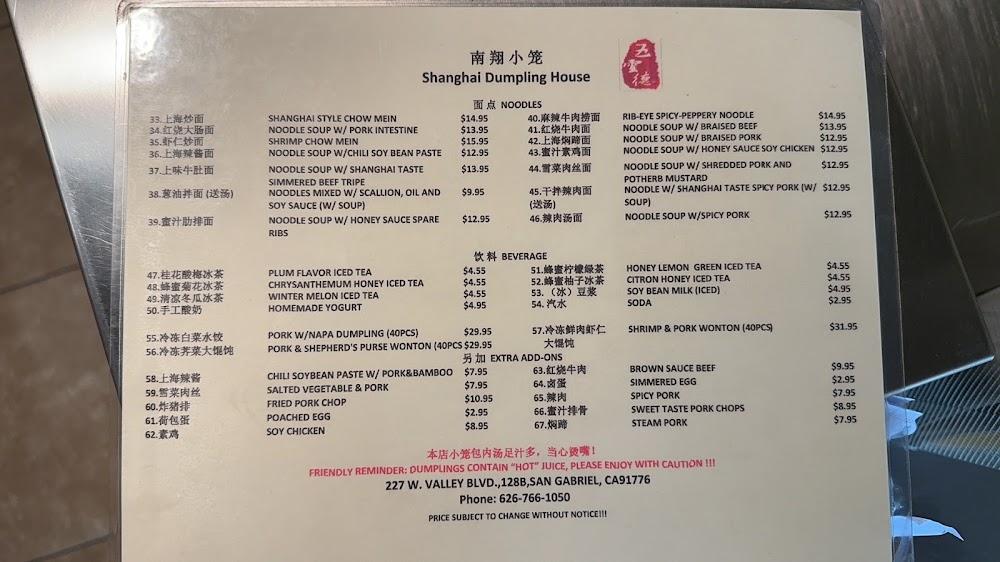 南翔小笼
Shanghai Dumpling House
五雲德
面点 NOODLES
33.上海炒面 SHANGHAI STYLE CHOW MEIN $14.95 40.麻辣牛肉捞面 RIB-EYE SPICY-PEPPERY NOODLE $14.95
34.红烧大肠面 NOODLE SOUP W/ PORK INTESTINE $13.95 41.红烧牛肉面 NOODLE SOUP W/ BRAISED BEEF $13.95
35.虾仁炒面 SHRIMP CHOW MEIN $15.95 42.上海焖蹄面 NOODLE SOUP W/ BRAISED PORK $12.95
36.上海辣酱面 NOODLE SOUP W/CHILI SOY BEAN PASTE $12.95 43.蜜汁素鸡面 NOODLE SOUP W/ HONEY SAUCE SOY CHICKEN $12.95
37.上味牛肚面 NOODLE SOUP W/ SHANGHAI TASTE $13.95 44.雪菜肉丝面 NOODLE SOUP W/ SHREDDED PORK AND $12.95
SIMMERED BEEF TRIPE POTHERB MUSTARD
38.葱油拌面 (送汤) NOODLES MIXED W/ SCALLION, OIL AND $9.95 45.干拌辣肉面 NOODLE W/ SHANGHAI TASTE SPICY PORK (W/ $12.95
SOY SAUCE (W/ SOUP) (送汤) SOUP)
39.蜜汁肋排面 NOODLE SOUP W/ HONEY SAUCE SPARE $12.95 46.辣肉汤面 NOODLE SOUP W/SPICY PORK $12.95
RIBS
饮料 BEVERAGE
47.桂花酸梅冰茶 PLUM FLAVOR ICED TEA $4.55 51.蜂蜜柠檬绿茶 HONEY LEMON GREEN ICED TEA $4.55
48.蜂蜜菊花冰茶 CHRYSANTHEMUM HONEY ICED TEA $4.55 52.蜂蜜柚子冰茶 CITRON HONEY ICED TEA $4.55
49.清凉冬瓜冰茶 WINTER MELON ICED TEA $4.55 53.（冰）豆浆 SOY BEAN MILK (ICED) $4.95
50.手工酸奶 HOMEMADE YOGURT $4.95 54. 汽水 SODA $2.95
55.冷冻白菜水饺 PORK W/NAPA DUMPLING (40PCS) $29.95 57.冷冻鲜肉虾仁 SHRIMP & PORK WONTON (40PCS) $31.95
56.冷冻荠菜大馄饨 PORK & SHEPHERD'S PURSE WONTON (40PCS $29.95 大馄饨
另加 EXTRA ADD-ONS
58.上海辣酱 CHILI SOYBEAN PASTE W/ PORK&BAMBOO $7.95 63.红烧牛肉 BROWN SAUCE BEEF $9.95
59.雪菜肉丝 SALTED VEGETABLE & PORK $7.95 64.卤蛋 SIMMERED EGG $2.95
60.炸猪排 FRIED PORK CHOP $10.95 65.辣肉 SPICY PORK $7.95
61.荷包蛋 POACHED EGG $2.95 66.蜜汁排骨 SWEET TASTE PORK CHOPS $8.95
62.素鸡 SOY CHICKEN $8.95 67.焖蹄 STEAM PORK $7.95
本店小笼包内汤足汁多，当心烫嘴！
FRIENDLY REMINDER: DUMPLINGS CONTAIN "HOT" JUICE, PLEASE ENJOY WITH CAUTION !!!
227 W. VALLEY BLVD.,128B,SAN GABRIEL, CA91776
Phone: 626-766-1050
PRICE SUBJECT TO CHANGE WITHOUT NOTICE!!!